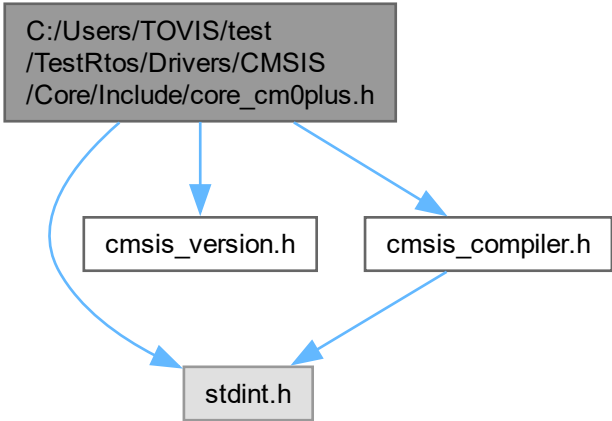 C:/Users/TOVIS/test
/TestRtos/Drivers/CMSIS
/Core/Include/core_cm0plus.h
cmsis_version.h
cmsis_compiler.h
stdint.h